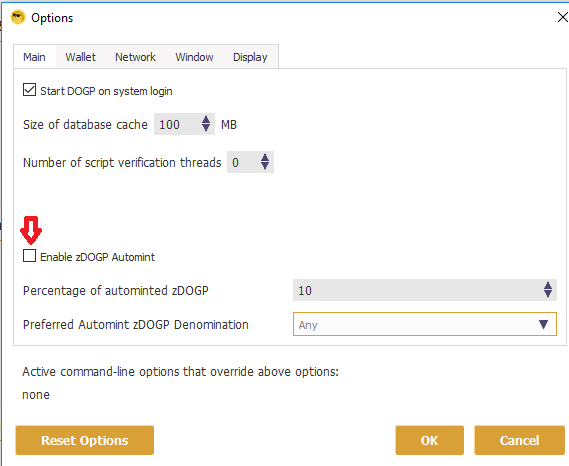 Options
Main Wallet Network Window Display
Start DOGP on system login
Size of database cache 100 MB
Number of script verification threads 0
Enable zDOGP Automint
Percentage of autominted zDOGP 10
Preferred Automint zDOGP Denomination Any
Active command-line options that override above options:
none
Reset Options OK Cancel